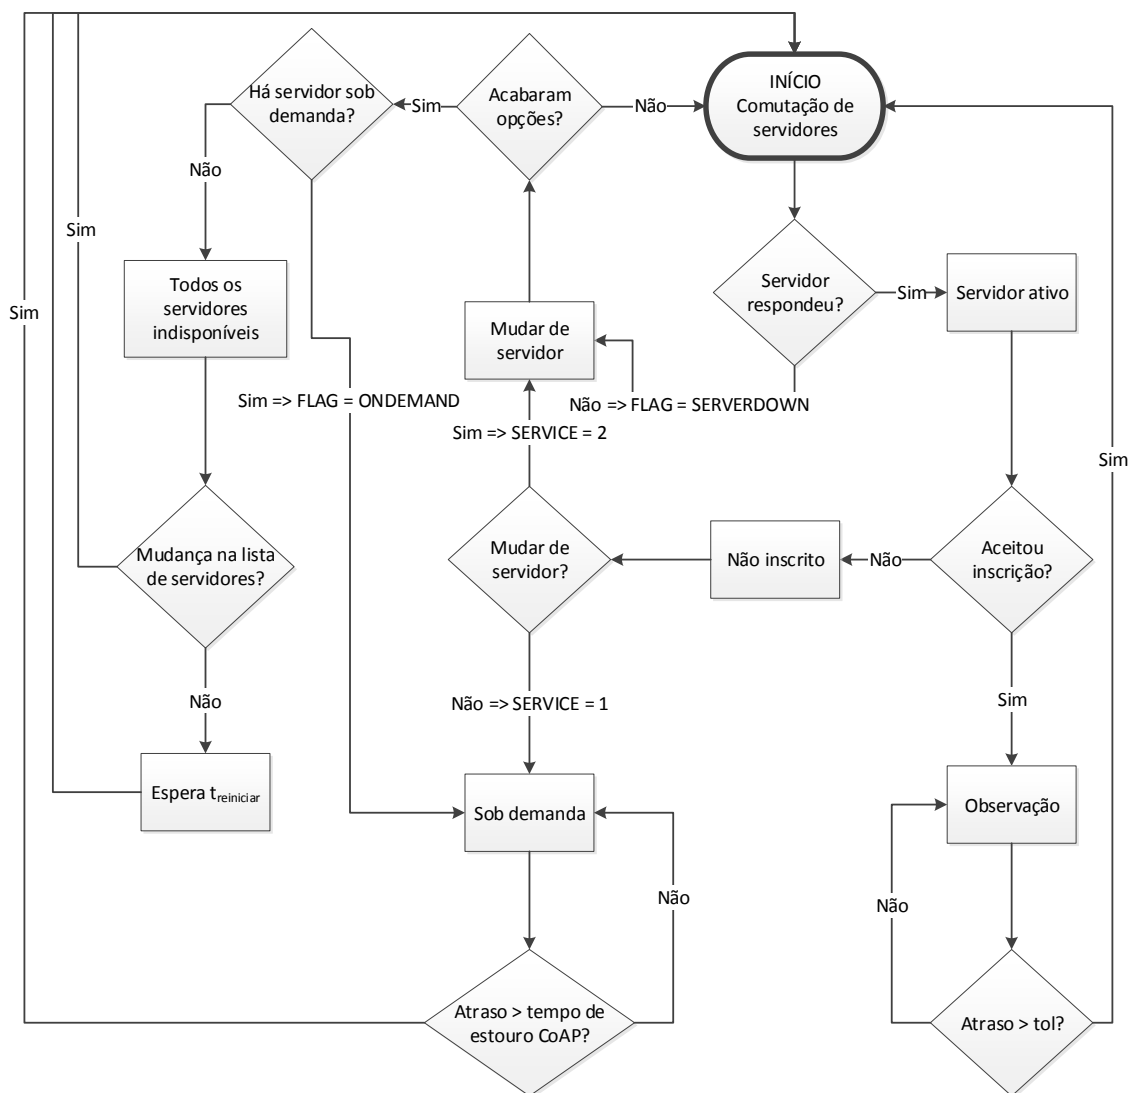 Há servidor sob
demanda?
Sim
Acabaram
opções?
Não
INÍCIO
Comutação de
servidores
Não
Sim
Sim
Todos os
servidores
indisponíveis
Mudar de
servidor
Servidor
respondeu?
Sim
Servidor ativo
Sim => FLAG = ONDEMAND
Não => FLAG = SERVERDOWN
Sim => SERVICE = 2
Sim
Mudança na lista
de servidores?
Mudar de
servidor?
Não inscrito
Não
Aceitou
inscrição?
Não
Não => SERVICE = 1
Sim
Espera treiniciar
Sob demanda
Observação
Não
Não
Atraso > tempo de
estouro CoAP?
Atraso > tol?